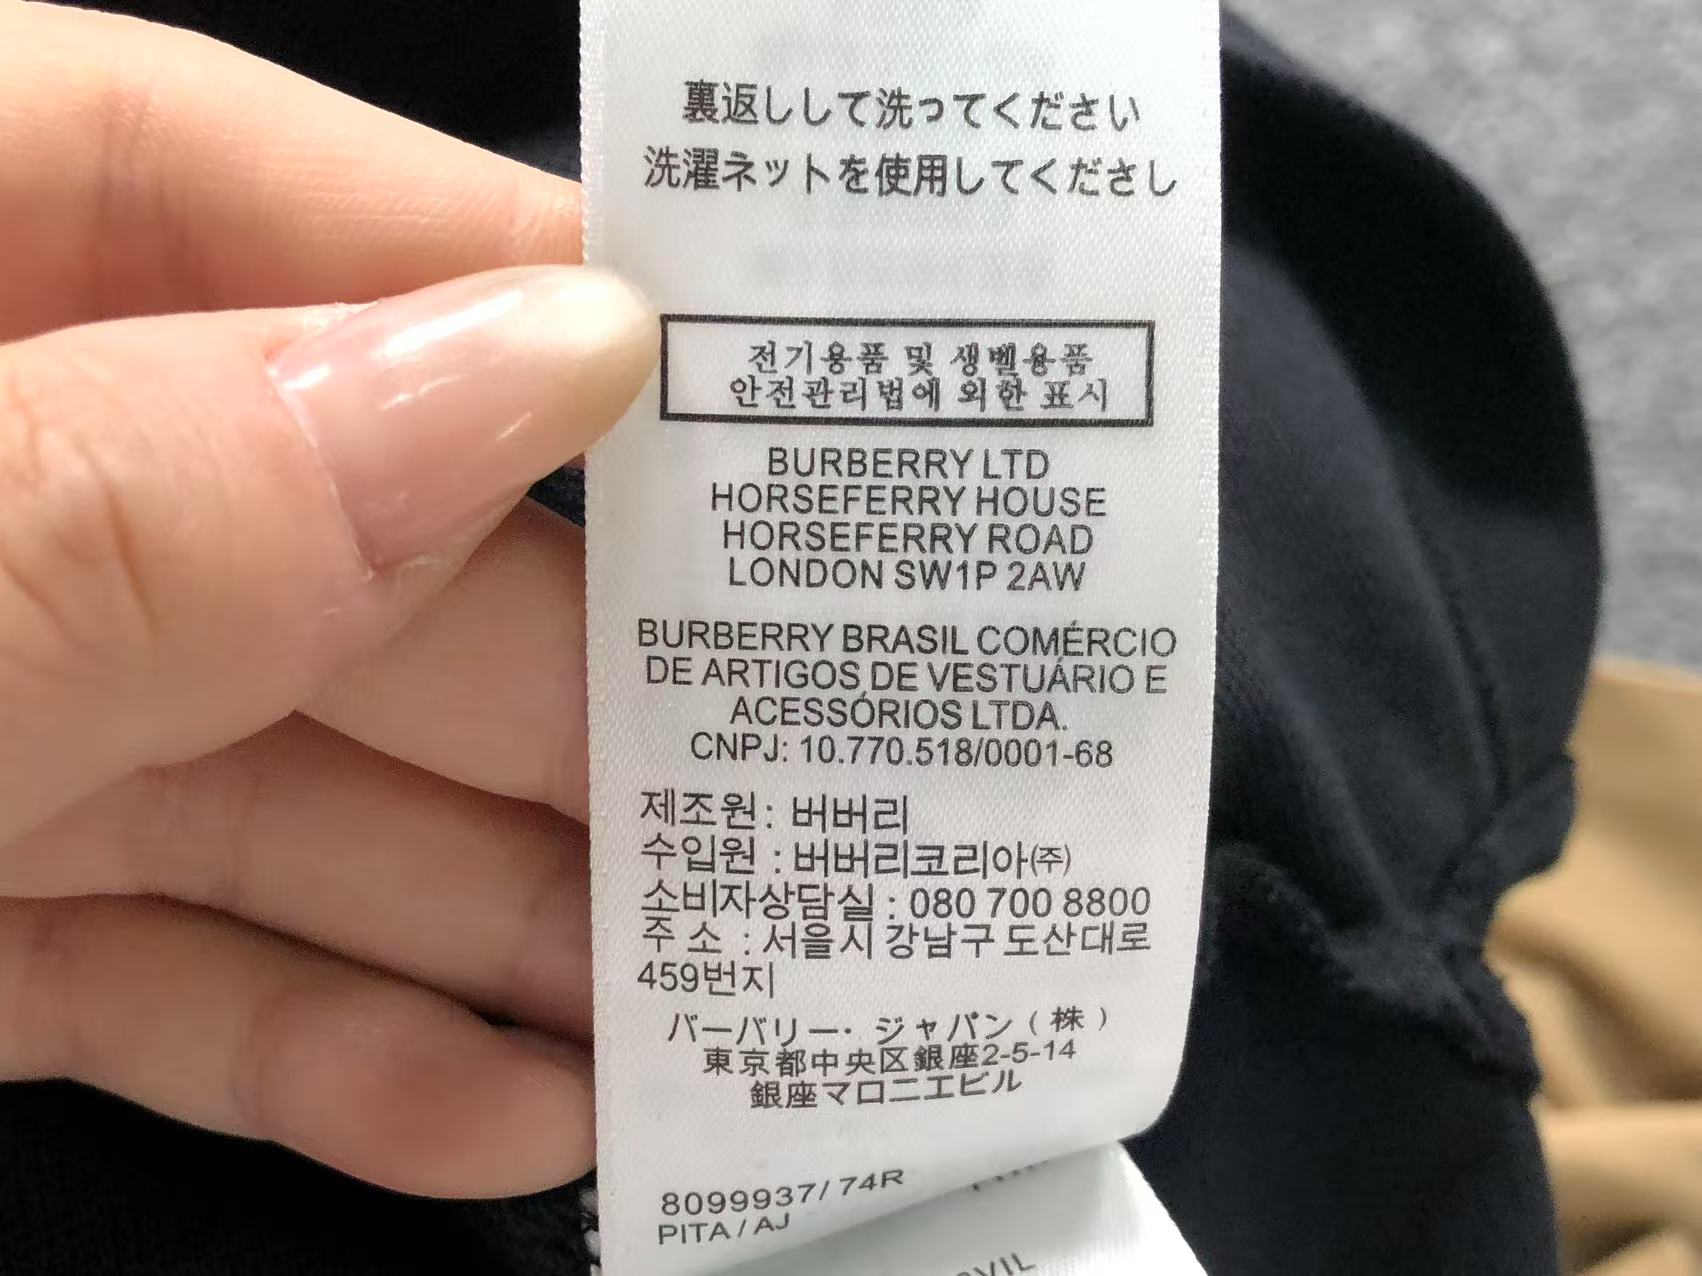 裏返しして洗ってください
洗濯ネットを使用してくださし
전기용품 및 생벨용품
안전관리법에 외한 표시
BURBERRY LTD
HORSEFERRY HOUSE
HORSEFERRY ROAD
LONDON SW1P 2AW
BURBERRY BRASIL COMÉRCIO
DE ARTIGOS DE VESTUÁRIO E
ACESSÓRIOS LTDA.
CNPJ: 10.770.518/0001-68
제조원: 버버리
수입원 : 버버리코리아㈜
소비자상담실 : 080 700 8800
주 소 : 서울시 강남구 도산대로
459번지
バーバリー· ジャパン ( 株 )
東京都中央区銀座2-5-14
銀座マロニエビル
8099937/ 74R
PITA / AJ